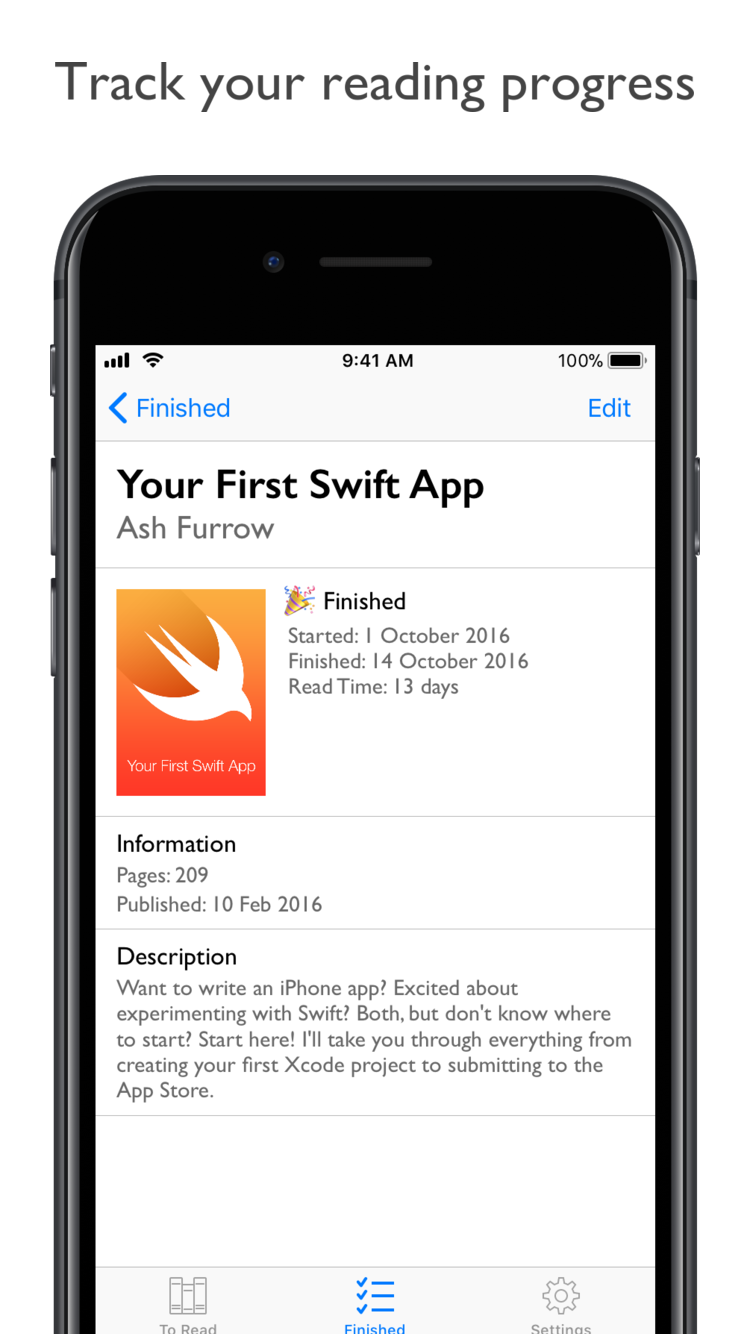 Track your reading progress
9:41 AM
100%
Finished
Edit
Your First Swift App
Ash Furrow
Finished
Started: 1 October 2016
Finished: 14 October 2016
Read Time: 13 days
Your First Swift App
Information
Pages: 209
Published: 10 Feb 2016
Description
Want to write an iPhone app? Excited about
experimenting with Swift? Both, but don't know where
to start? Start here! I'll take you through everything from
creating your first Xcode project to submitting to the
App Store.
To Read
Finished
Settings